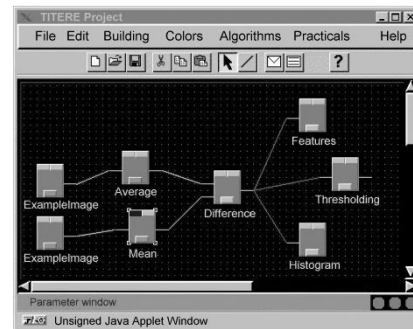 TITERE Project
File Edit Building Colors Algorithms Practicals Help
?
Features
Average
Thresholding
ExampleImage
Difference
ExampleImage
Mean
Histogram
Parameter window
Unsigned Java Applet Window